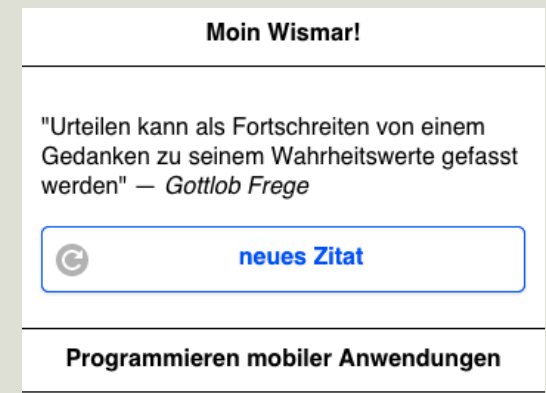 Moin Wismar!
"Urteilen kann als Fortschreiten von einem
Gedanken zu seinem Wahrheitswerte gefasst
werden" — Gottlob Frege
neues Zitat
Programmieren mobiler Anwendungen